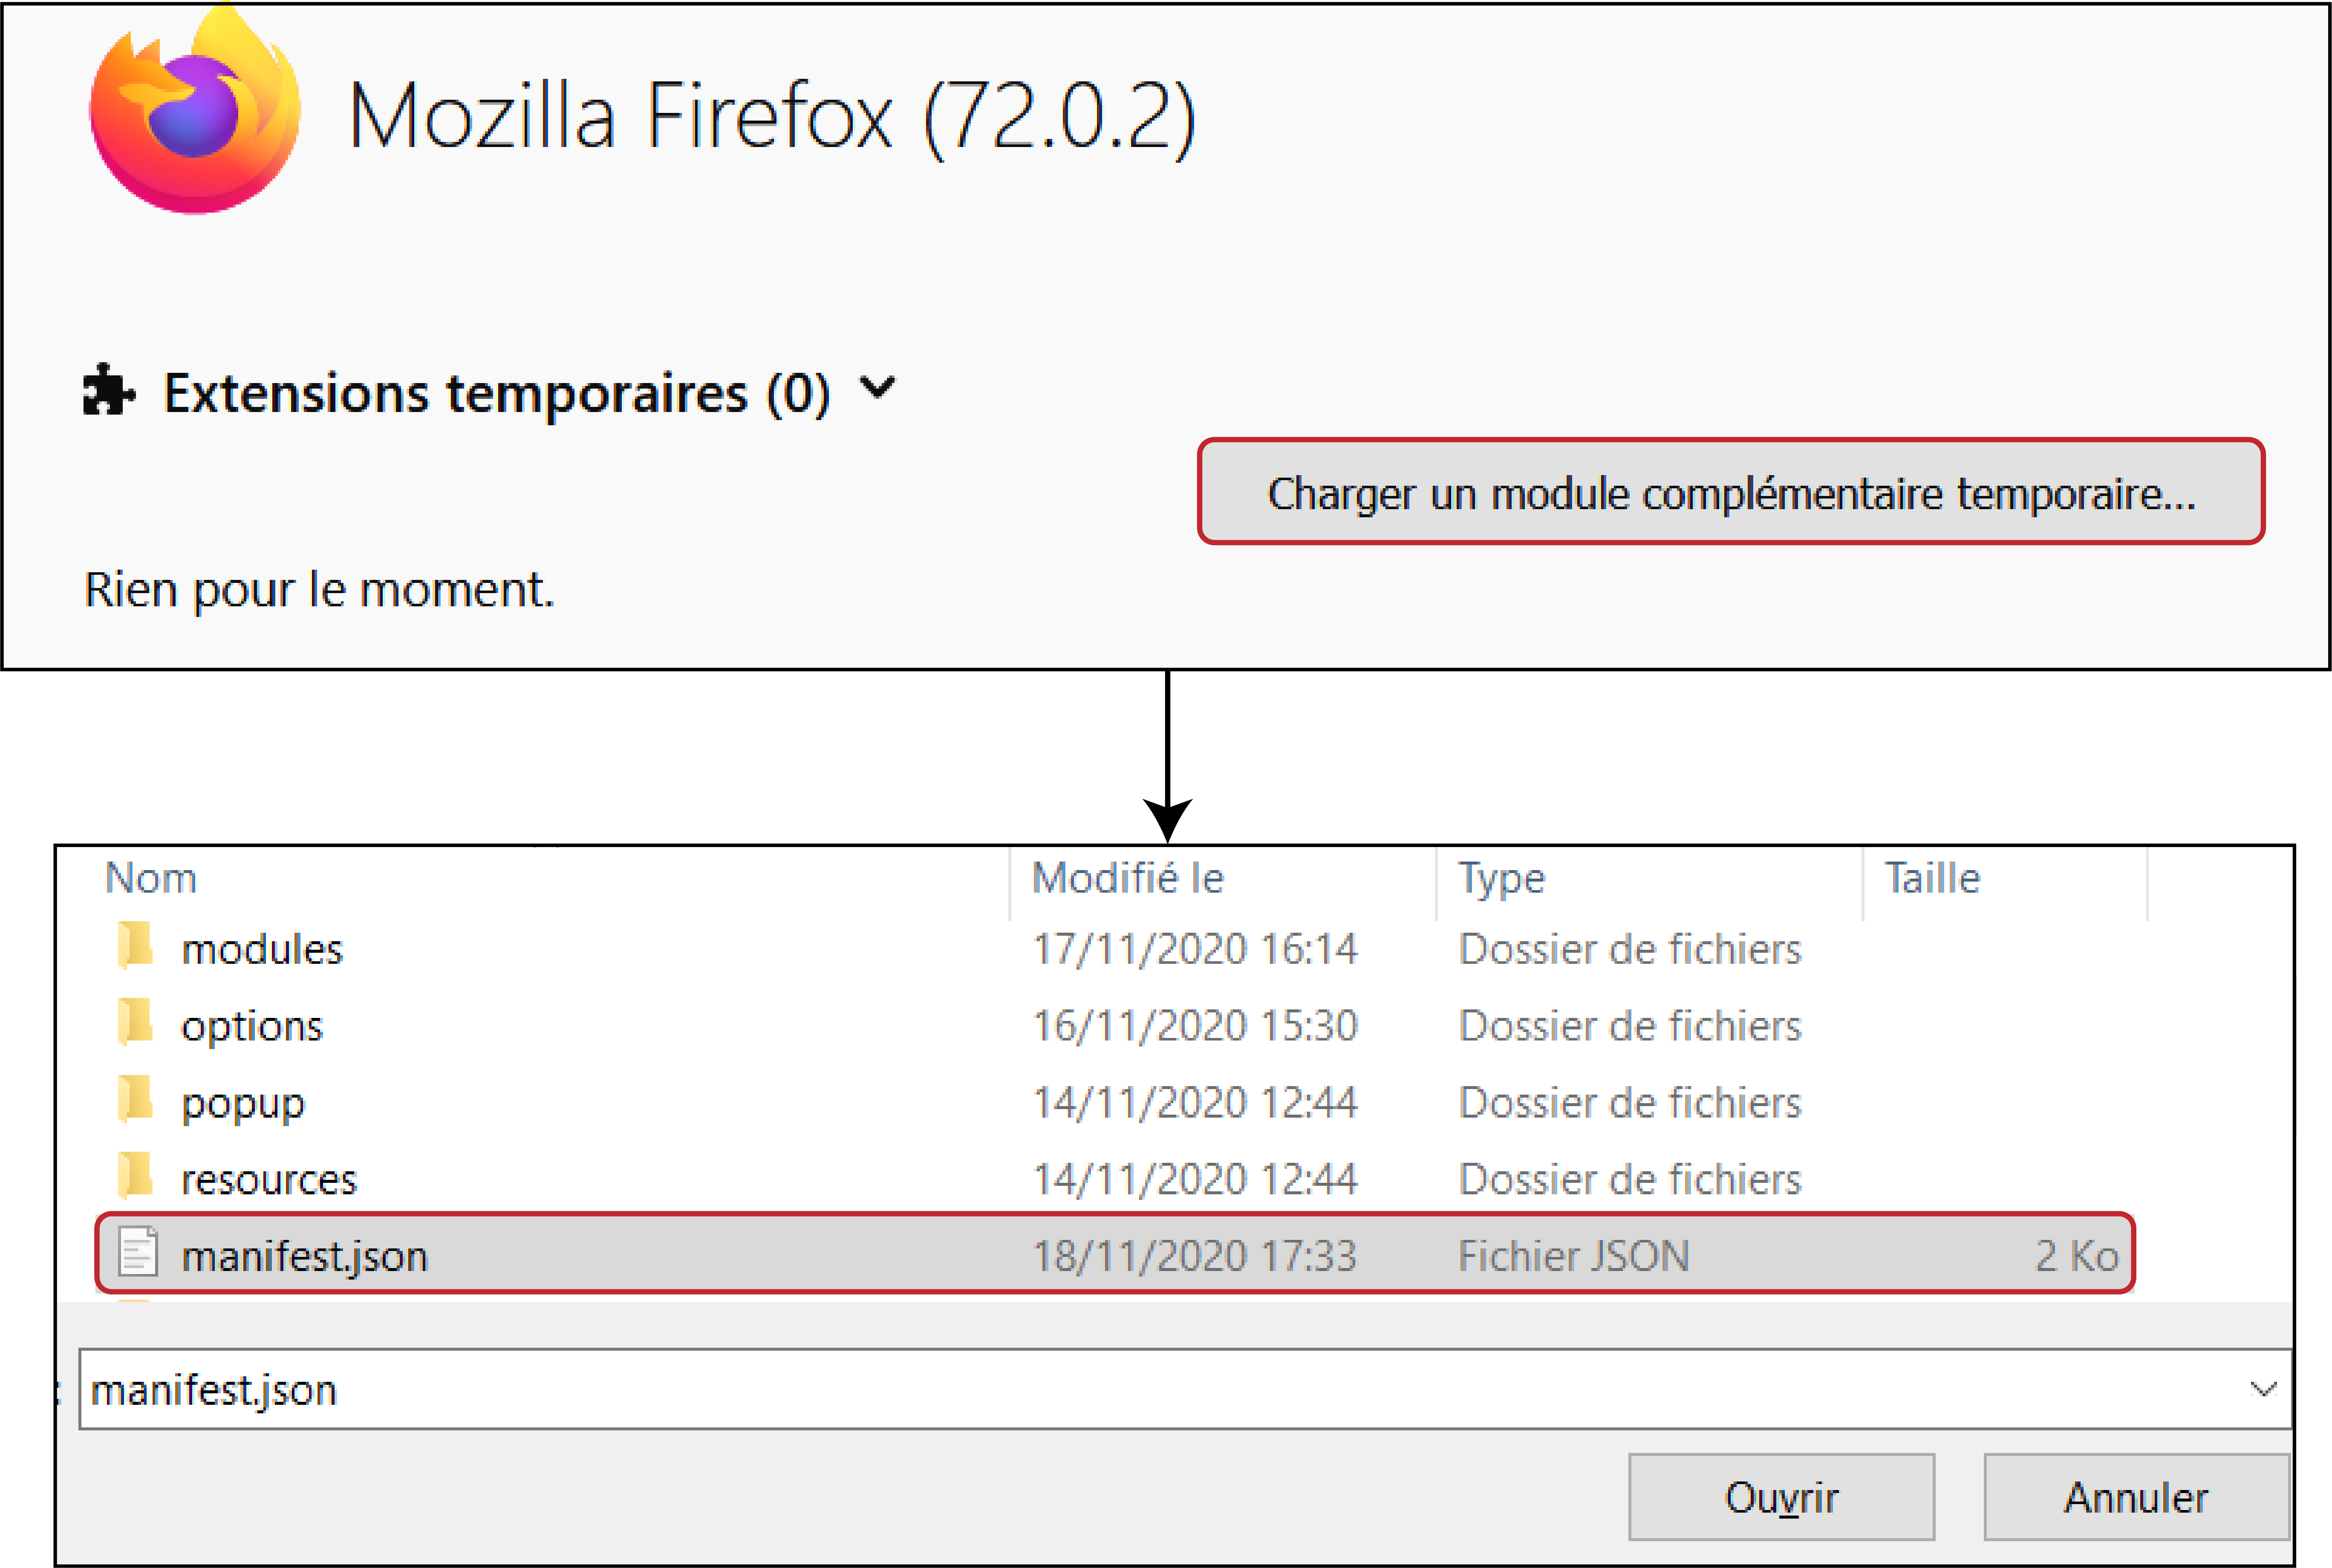 Mozilla Firefox (72.0.2)
Extensions temporaires (0)
Charger un module complémentaire temporaire...
Rien pour le moment.
Nom Modifié le Type Taille
modules 17/11/2020 16:14 Dossier de fichiers
options 16/11/2020 15:30 Dossier de fichiers
popup 14/11/2020 12:44 Dossier de fichiers
resources 14/11/2020 12:44 Dossier de fichiers
manifest.json 18/11/2020 17:33 Fichier JSON 2 Ko
: manifest.json
Ouvrir Annuler